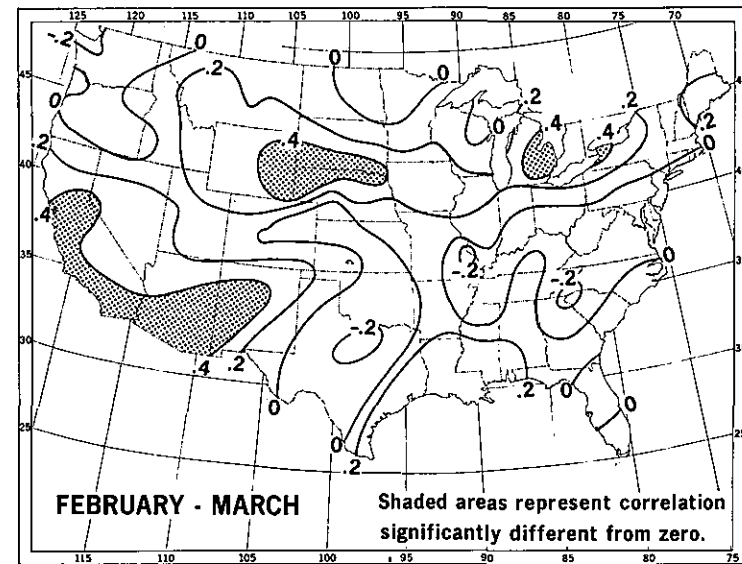 125 120 115 110 105 100 95 90 85 80 75 70 65
-.2 0 0 0
.2
45
0 .2 .2
0 .4 .4 .2
.2 0
40 .4
.4
35 -.2 -.2 0
-.2
30
.4 .2 .2 0
0 0
25 0
.2
FEBRUARY - MARCH
Shaded areas represent correlation
significantly different from zero.
115 110 105 100 95 90 85 80 75